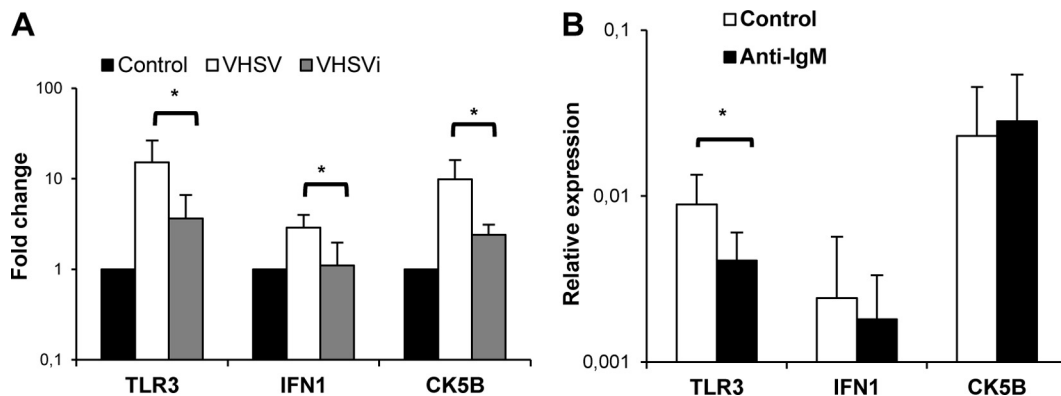 A
Control VHSV VHSVi
100
10
1
0,1
Fold change
*
*
*
TLR3 IFN1 CK5B
B
Control
Anti-IgM
0,1
0,01
0,001
Relative expression
*
TLR3 IFN1 CK5B